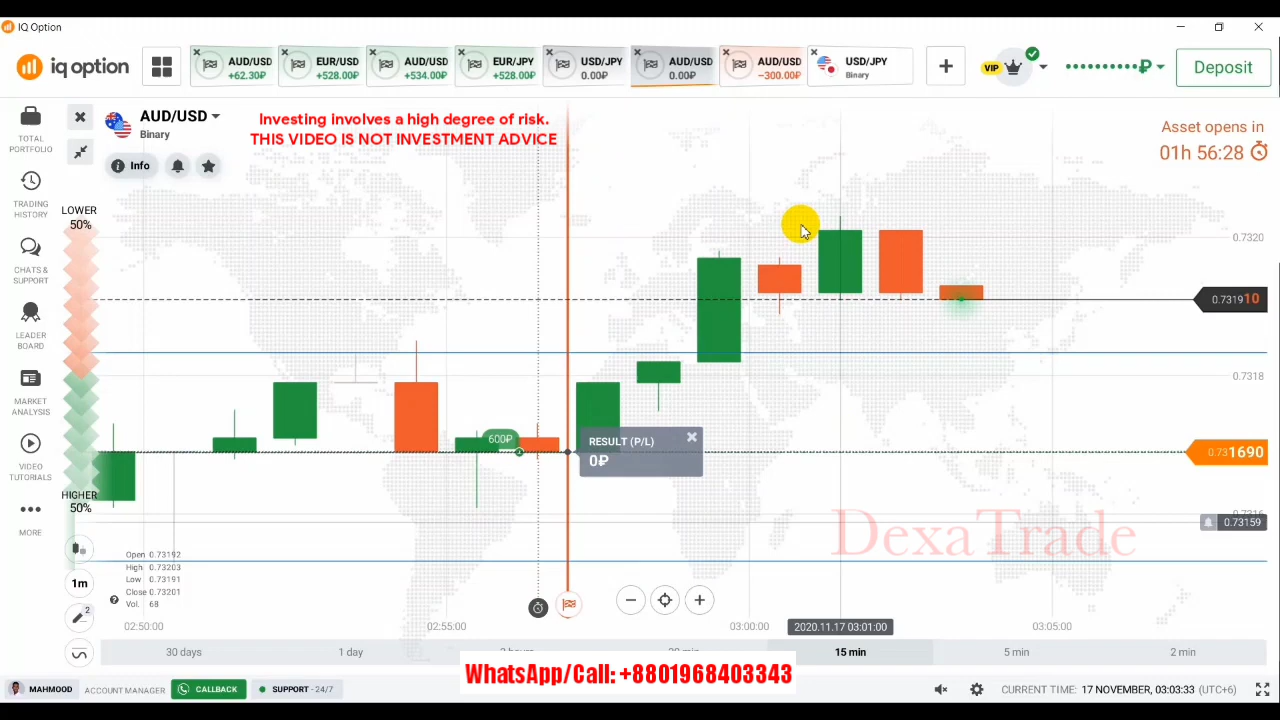 IQ Option
iq option
AUD/USD
+62.30₽
EUR/USD
+528.00₽
AUD/USD
+534.00₽
EUR/JPY
+528.00₽
USD/JPY
0.00₽
AUD/USD
0.00₽
AUD/USD
-300.00₽
USD/JPY
Binary
VIP
₽
Deposit
TOTAL
PORTFOLIO
TRADING
HISTORY
CHATS &
SUPPORT
LEADER
BOARD
MARKET
ANALYSIS
VIDEO
TUTORIALS
MORE
AUD/USD
Binary
Info
Investing involves a high degree of risk.
THIS VIDEO IS NOT INVESTMENT ADVICE
Asset opens in
01h 56:28
LOWER
50%
HIGHER
50%
0.7320
0.731910
0.7318
0.731690
0.7316
0.73159
600₽
RESULT (P/L)
0₽
DexaTrade
Open 0.73192
High 0.73203
Low 0.73191
Close 0.73201
Vol. 68
1m
2
02:50:00
02:55:00
03:00:00
2020.11.17 03:01:00
03:05:00
30 days
1 day
15 min
5 min
2 min
WhatsApp/Call: +8801968403343
MAHMOOD
ACCOUNT MANAGER
CALLBACK
SUPPORT - 24/7
CURRENT TIME: 17 NOVEMBER, 03:03:33 (UTC+6)